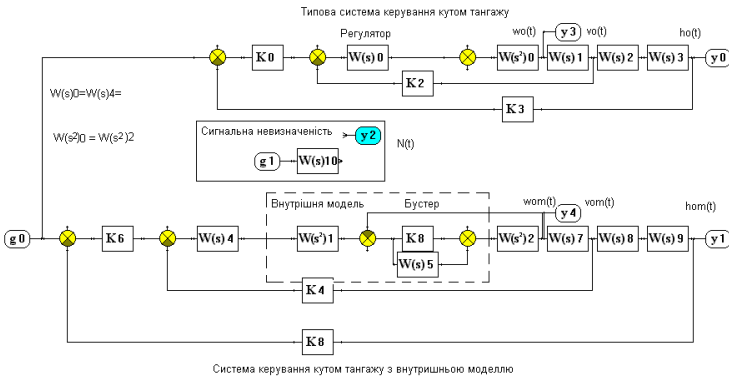 Типова система керування кутом тангажу
Регулятор
wo(t)
y3
vo(t)
ho(t)
K0
W(s)0
W(s²)0
W(s)1
W(s)2
W(s)3
y0
K2
K3
W(s)0=W(s)4=
W(s²)0 = W(s²)2
Сигнальна невизначеність
y2
N(t)
g1
W(s)10
Внутрішня модель
Бустер
wom(t)
y4
vom(t)
hom(t)
g0
K6
W(s)4
W(s²)1
K8
W(s)5
W(s²)2
W(s)7
W(s)8
W(s)9
y1
K4
K8
Система керування кутом тангажу з внутришньою моделлю